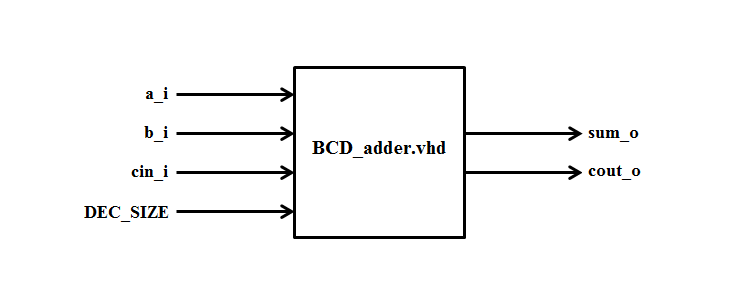 a_i
b_i
cin_i
DEC_SIZE
BCD_adder.vhd
sum_o
cout_o